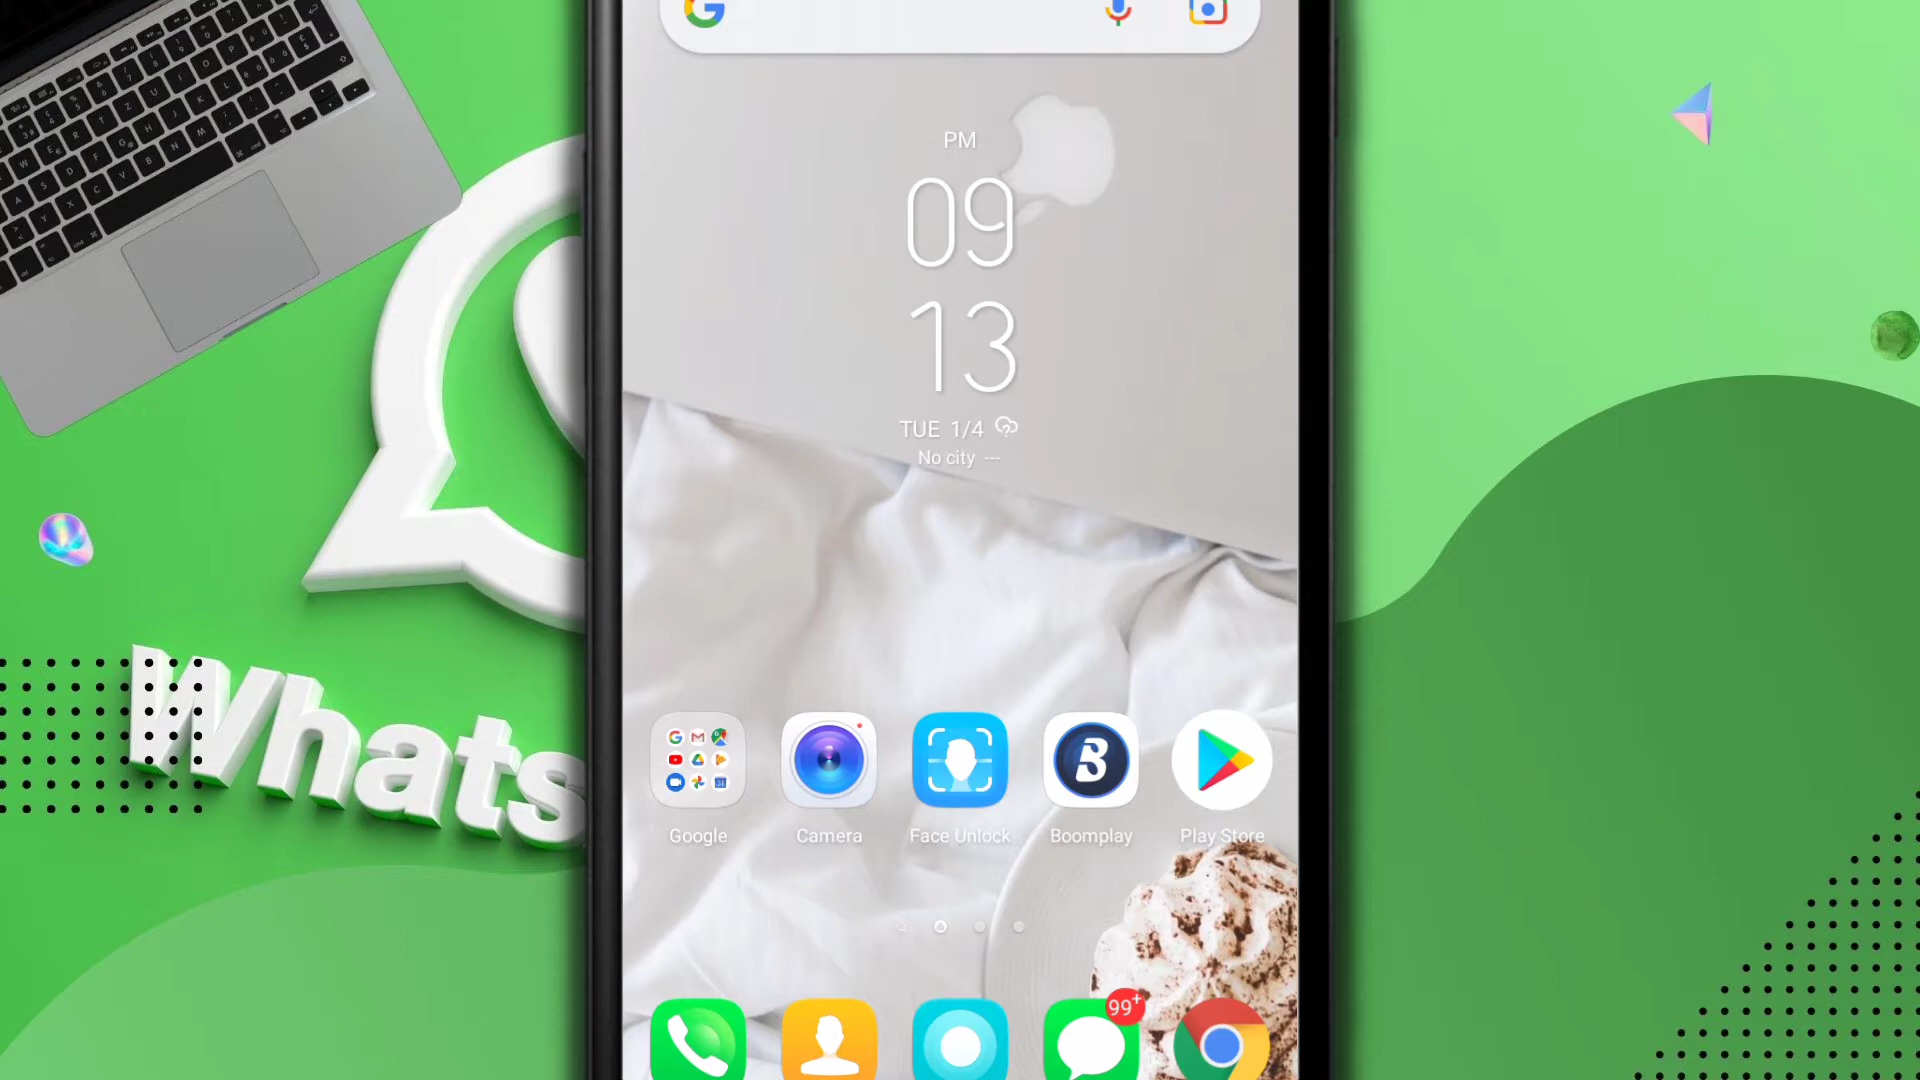 PM
09
13
TUE 1/4
No city ---
Google
Camera
Face Unlock
Boomplay
Play Store
99+
Whats